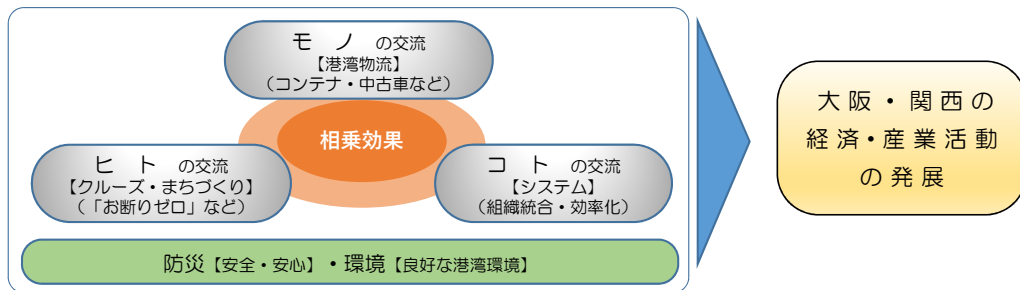 モノ の交流
【港湾物流】
(コンテナ・中古車など)
相乗効果
ヒト の交流
【クルーズ・まちづくり】
(「お断りゼロ」など)
コト の交流
【システム】
(組織統合・効率化)
防災【安全・安心】・環境【良好な港湾環境】
大阪・関西の
経済・産業活動
の発展